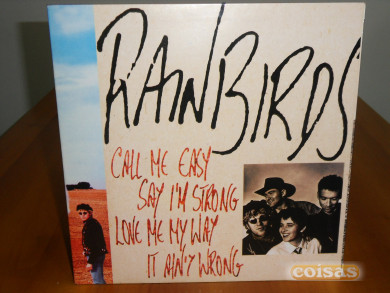 RAINBIRDS
CALL ME EASY
SAY I'M STRONG
LOVE ME MY WAY
IT AIN'T WRONG
coisas